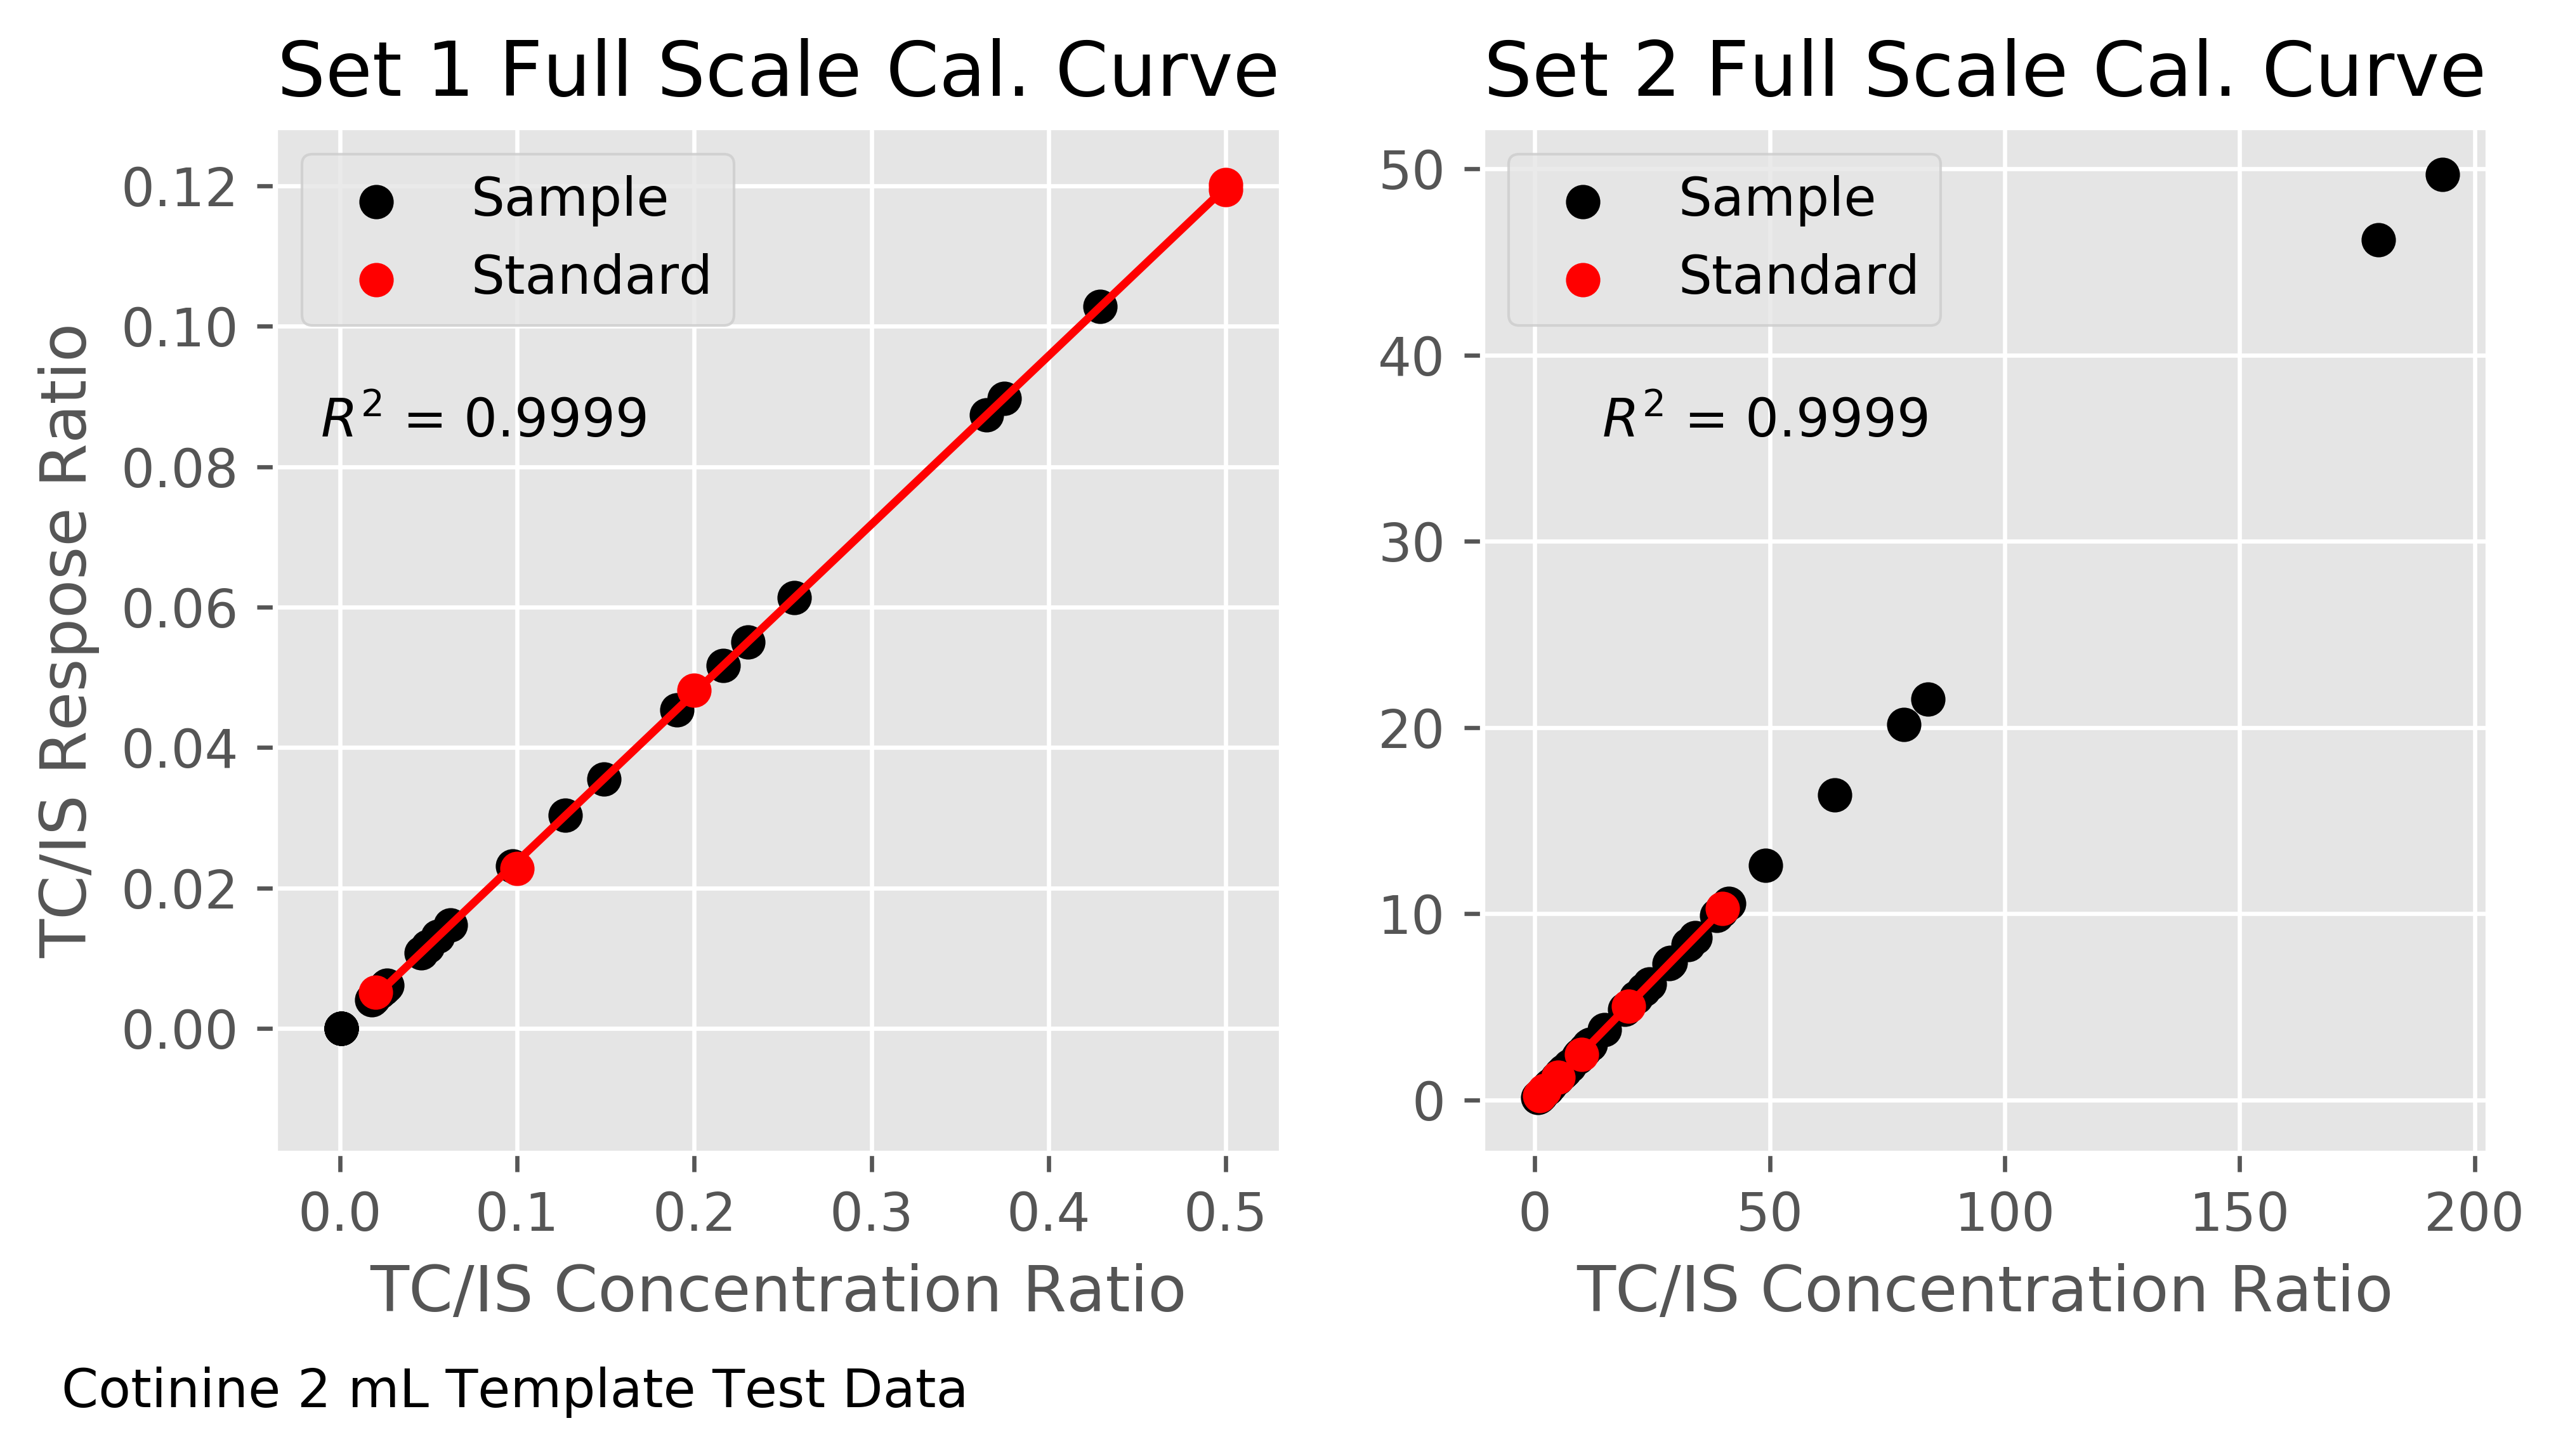 Set 1 Full Scale Cal. Curve
Sample
Standard
R² = 0.9999
TC/IS Respose Ratio
0.12
0.10
0.08
0.06
0.04
0.02
0.00
0.0 0.1 0.2 0.3 0.4 0.5
TC/IS Concentration Ratio
Set 2 Full Scale Cal. Curve
Sample
Standard
R² = 0.9999
50
40
30
20
10
0
0 50 100 150 200
TC/IS Concentration Ratio
Cotinine 2 mL Template Test Data